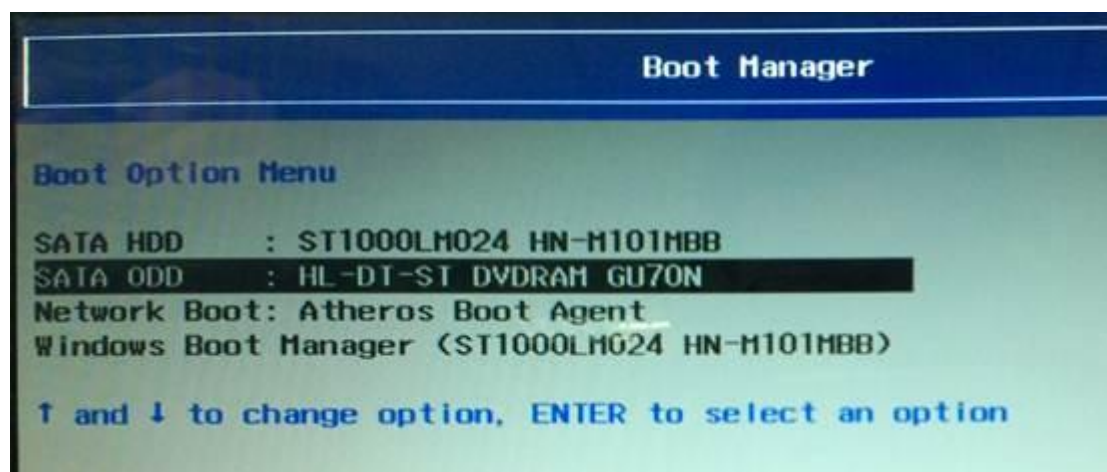 Boot Manager
Boot Option Menu
SATA HDD : ST1000LM024 HN-M101MBB
SATA ODD : HL-DT-ST DVDRAM GU70N
Network Boot: Atheros Boot Agent
Windows Boot Manager (ST1000LM024 HN-M101MBB)
↑ and ↓ to change option, ENTER to select an option